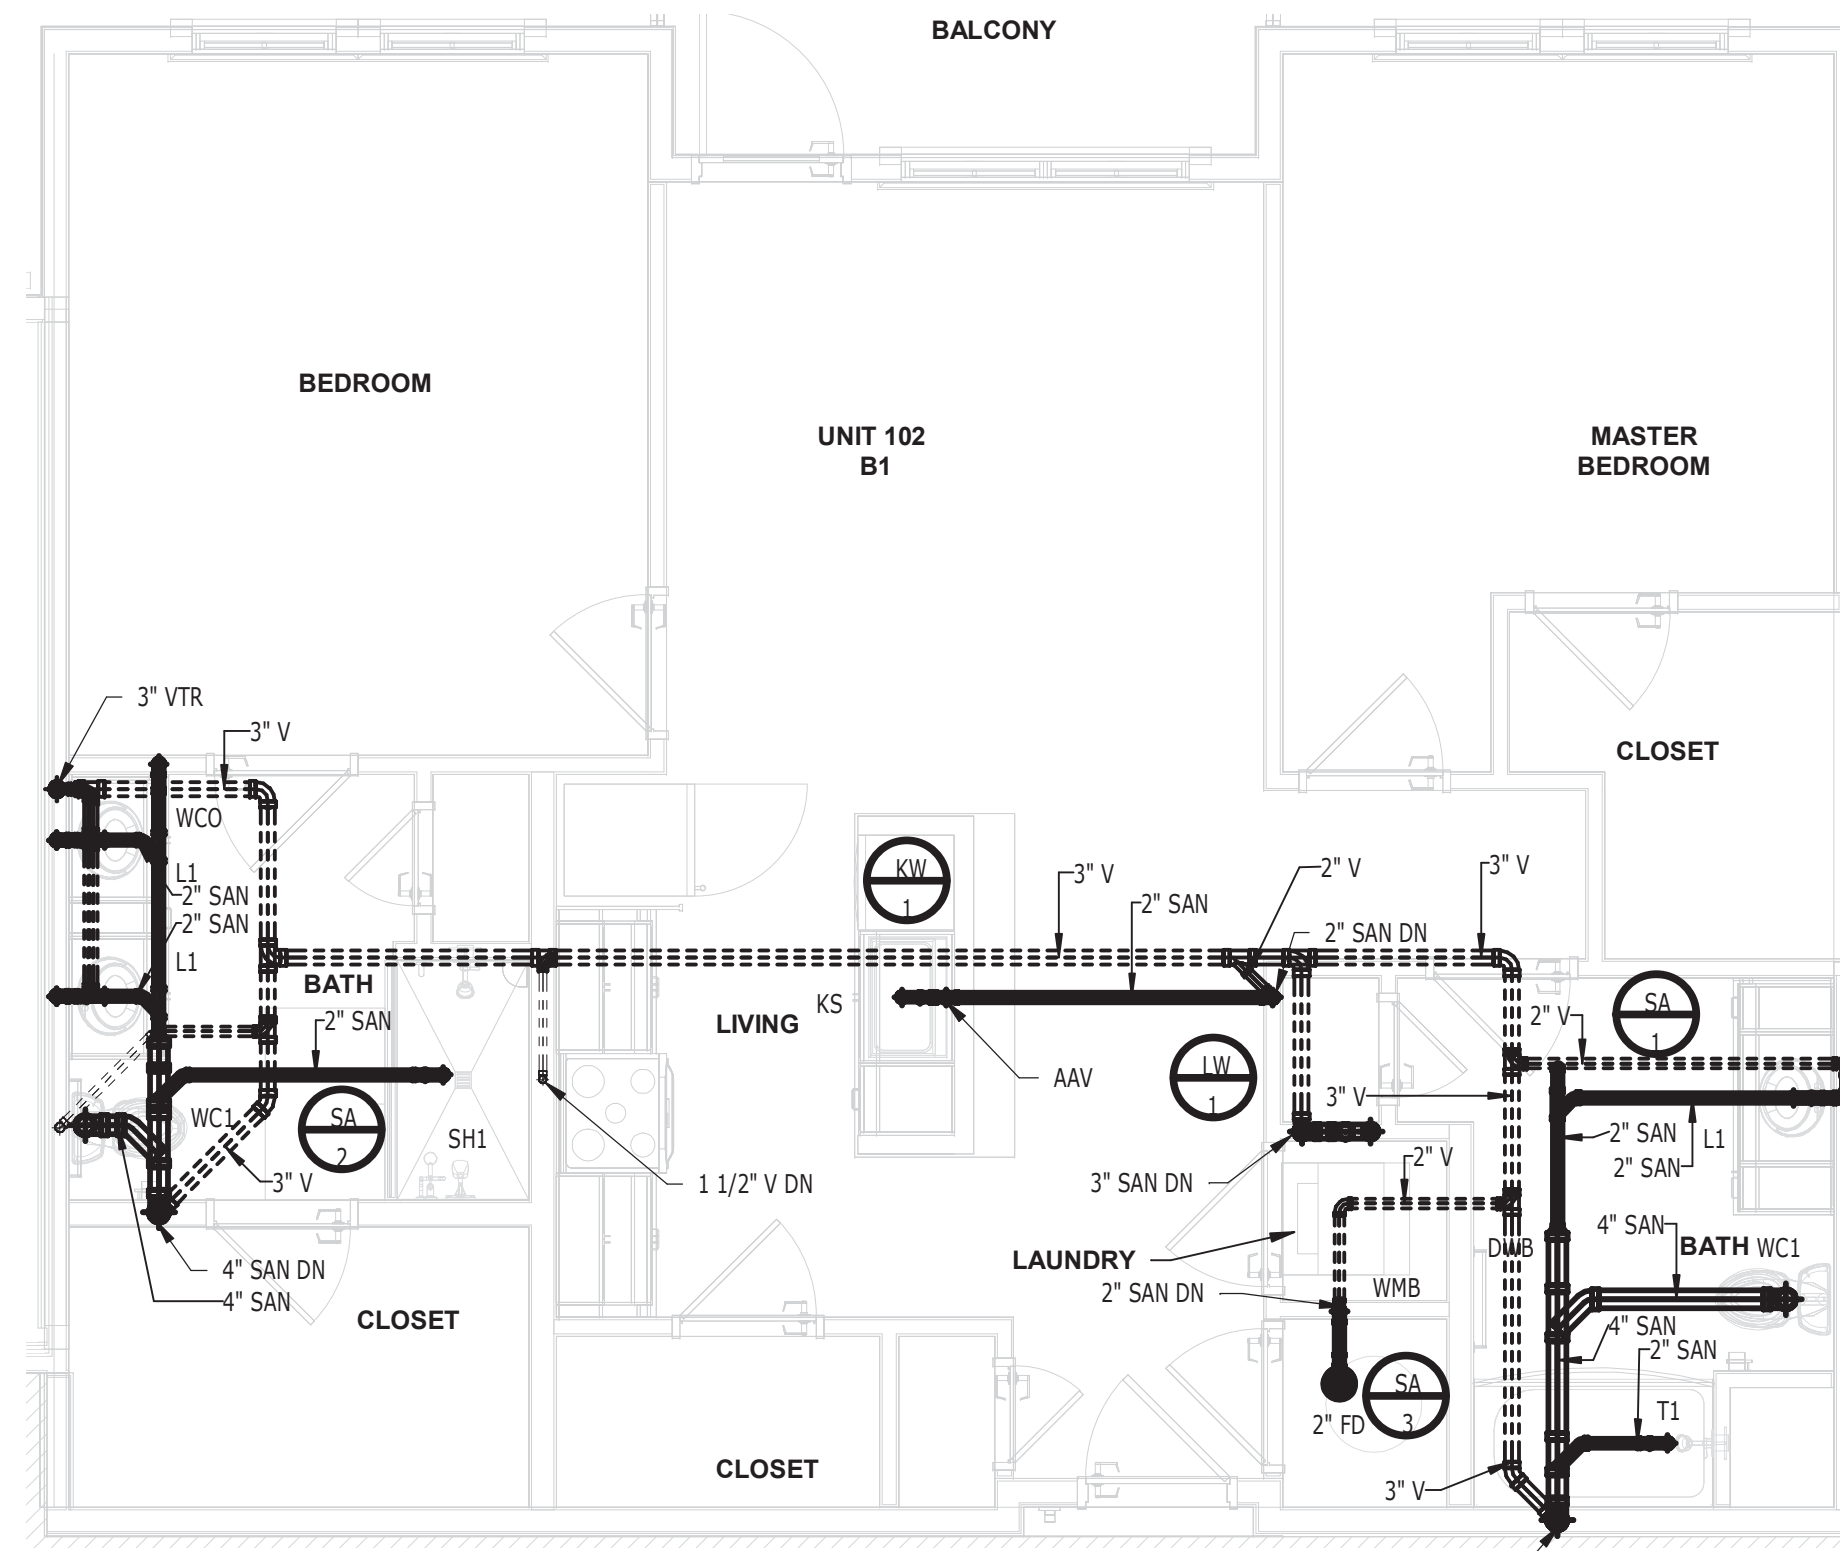 BALCONY
BEDROOM
UNIT 102
B1
MASTER
BEDROOM
3" VTR
3" V
CLOSET
WCO
L1
2" SAN
2" SAN
L1
KW
1
3" V
2" SAN
2" V
3" V
2" SAN DN
BATH
2" SAN
KS
LIVING
SA
1
2" V
AAV
LW
1
3" V
WC1
SA
2
SH1
2" SAN
L1
2" SAN
3" V
1 1/2" V DN
3" SAN DN
2" V
4" SAN DN
4" SAN
CLOSET
LAUNDRY
DWB
4" SAN
BATH WC1
2" SAN DN
WMB
4" SAN
2" SAN
SA
3
2" FD
T1
CLOSET
3" V